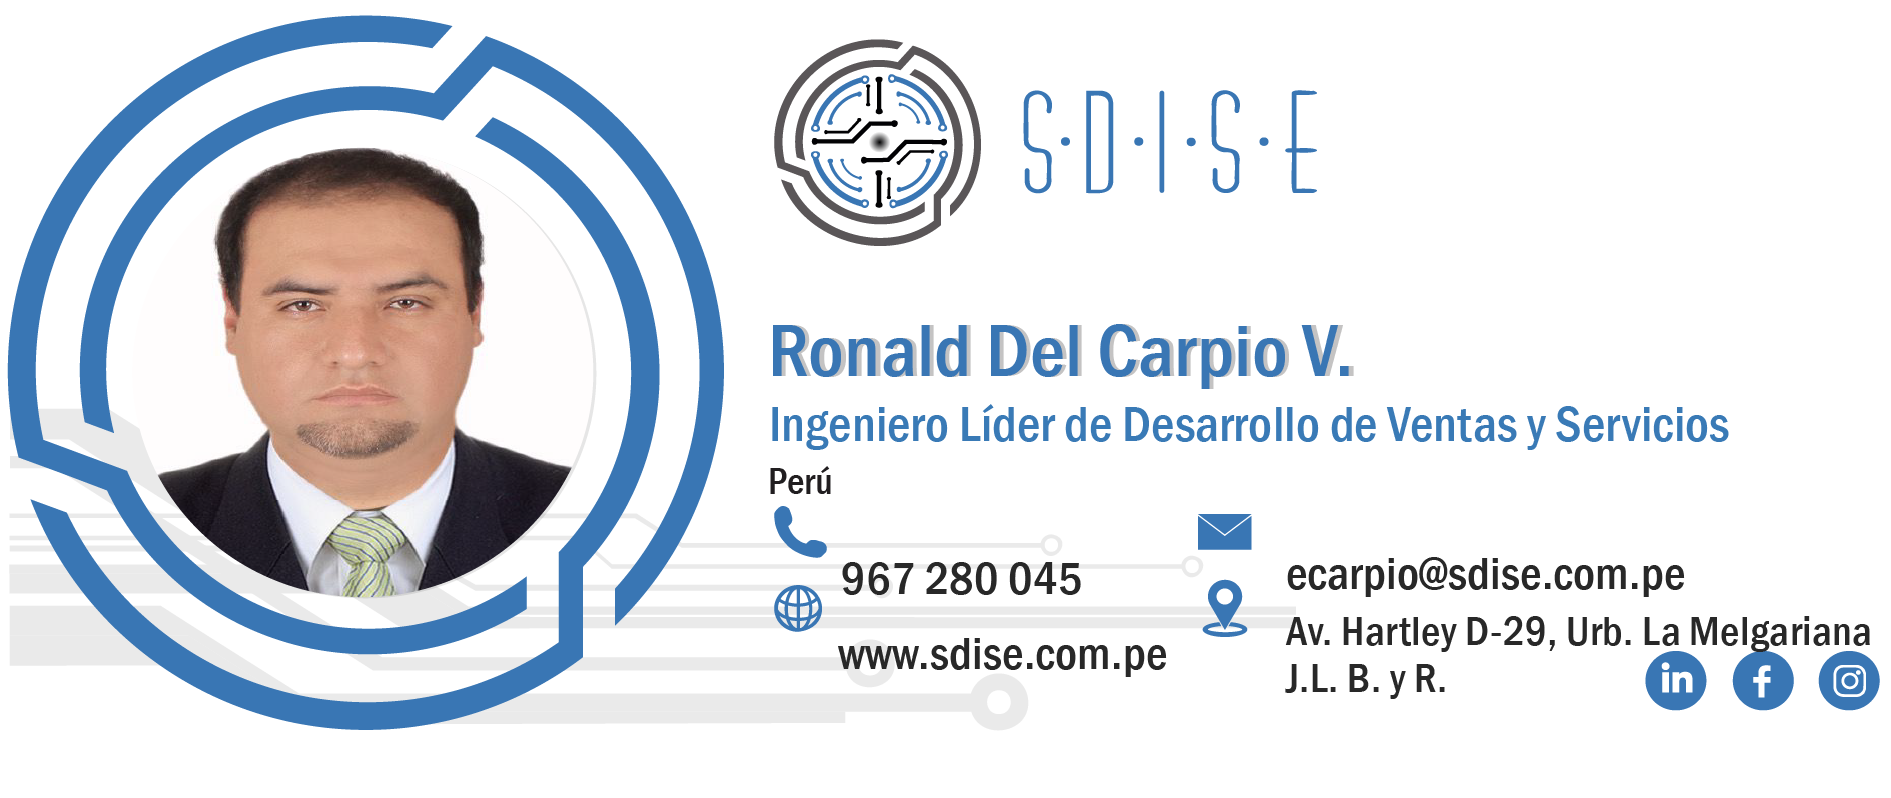 S·D·I·S·E
Ronald Del Carpio V.
Ingeniero Líder de Desarrollo de Ventas y Servicios
Perú
967 280 045
ecarpio@sdise.com.pe
www.sdise.com.pe
Av. Hartley D-29, Urb. La Melgariana
J.L. B. y R.
in
f